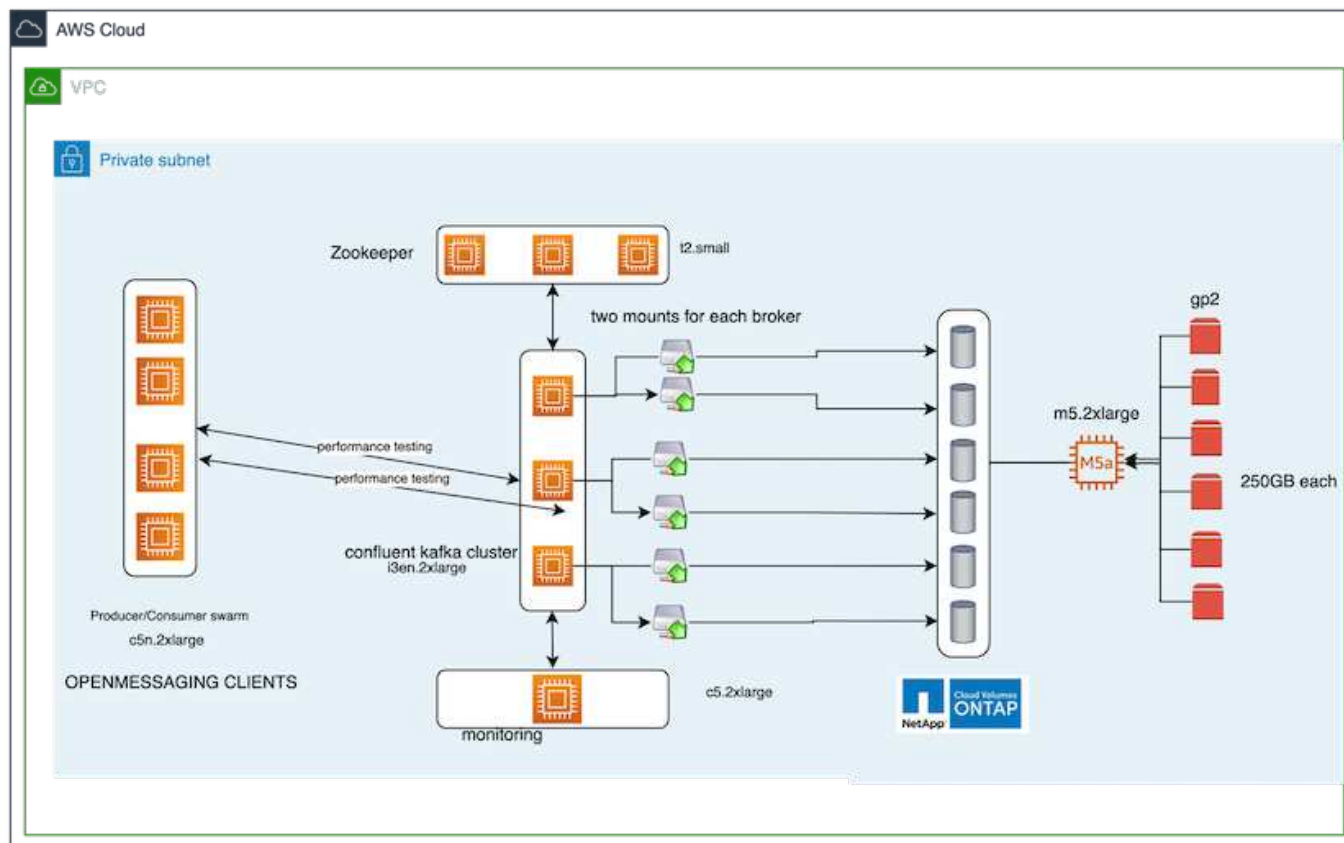 AWS Cloud
VPC
Private subnet
Zookeeper
t2.small
two mounts for each broker
gp2
m5.2xlarge
M5a
250GB each
performance testing
performance testing
confluent kafka cluster
i3en.2xlarge
Producer/Consumer swarm
c5n.2xlarge
OPENMESSAGING CLIENTS
c5.2xlarge
monitoring
NetApp
Cloud Volumes
ONTAP